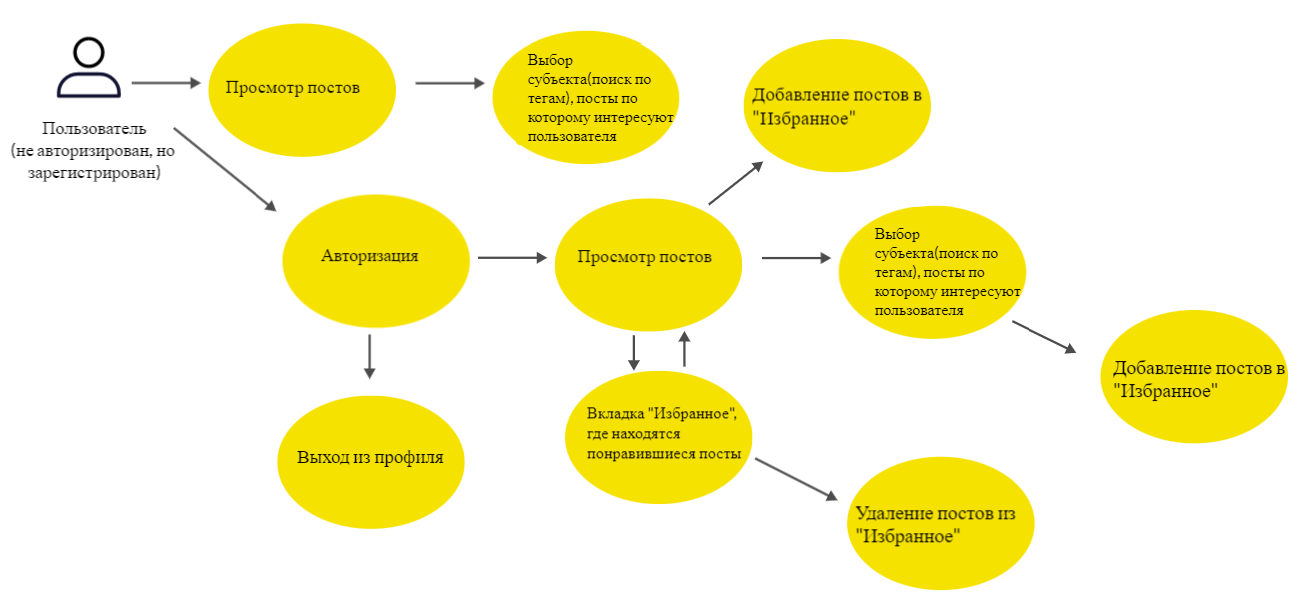 Пользователь
(не авторизирован, но
зарегистрирован)
Просмотр постов
Выбор
субъекта(поиск по
тегам), посты по
которому интересуют
пользователя
Добавление постов в
"Избранное"
Авторизация
Просмотр постов
Выбор
субъекта(поиск по
тегам), посты по
которому интересуют
пользователя
Добавление постов в
"Избранное"
Выход из профиля
Вкладка "Избранное",
где находятся
понравившиеся посты
Удаление постов из
"Избранное"